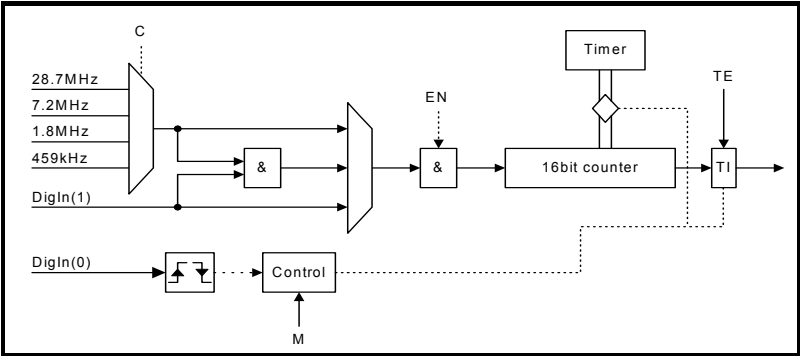 C
Timer
28.7MHz
TE
7.2MHz
EN
1.8MHz
459kHz
&
&
16bit counter
TI
DigIn(1)
DigIn(0)
Control
M